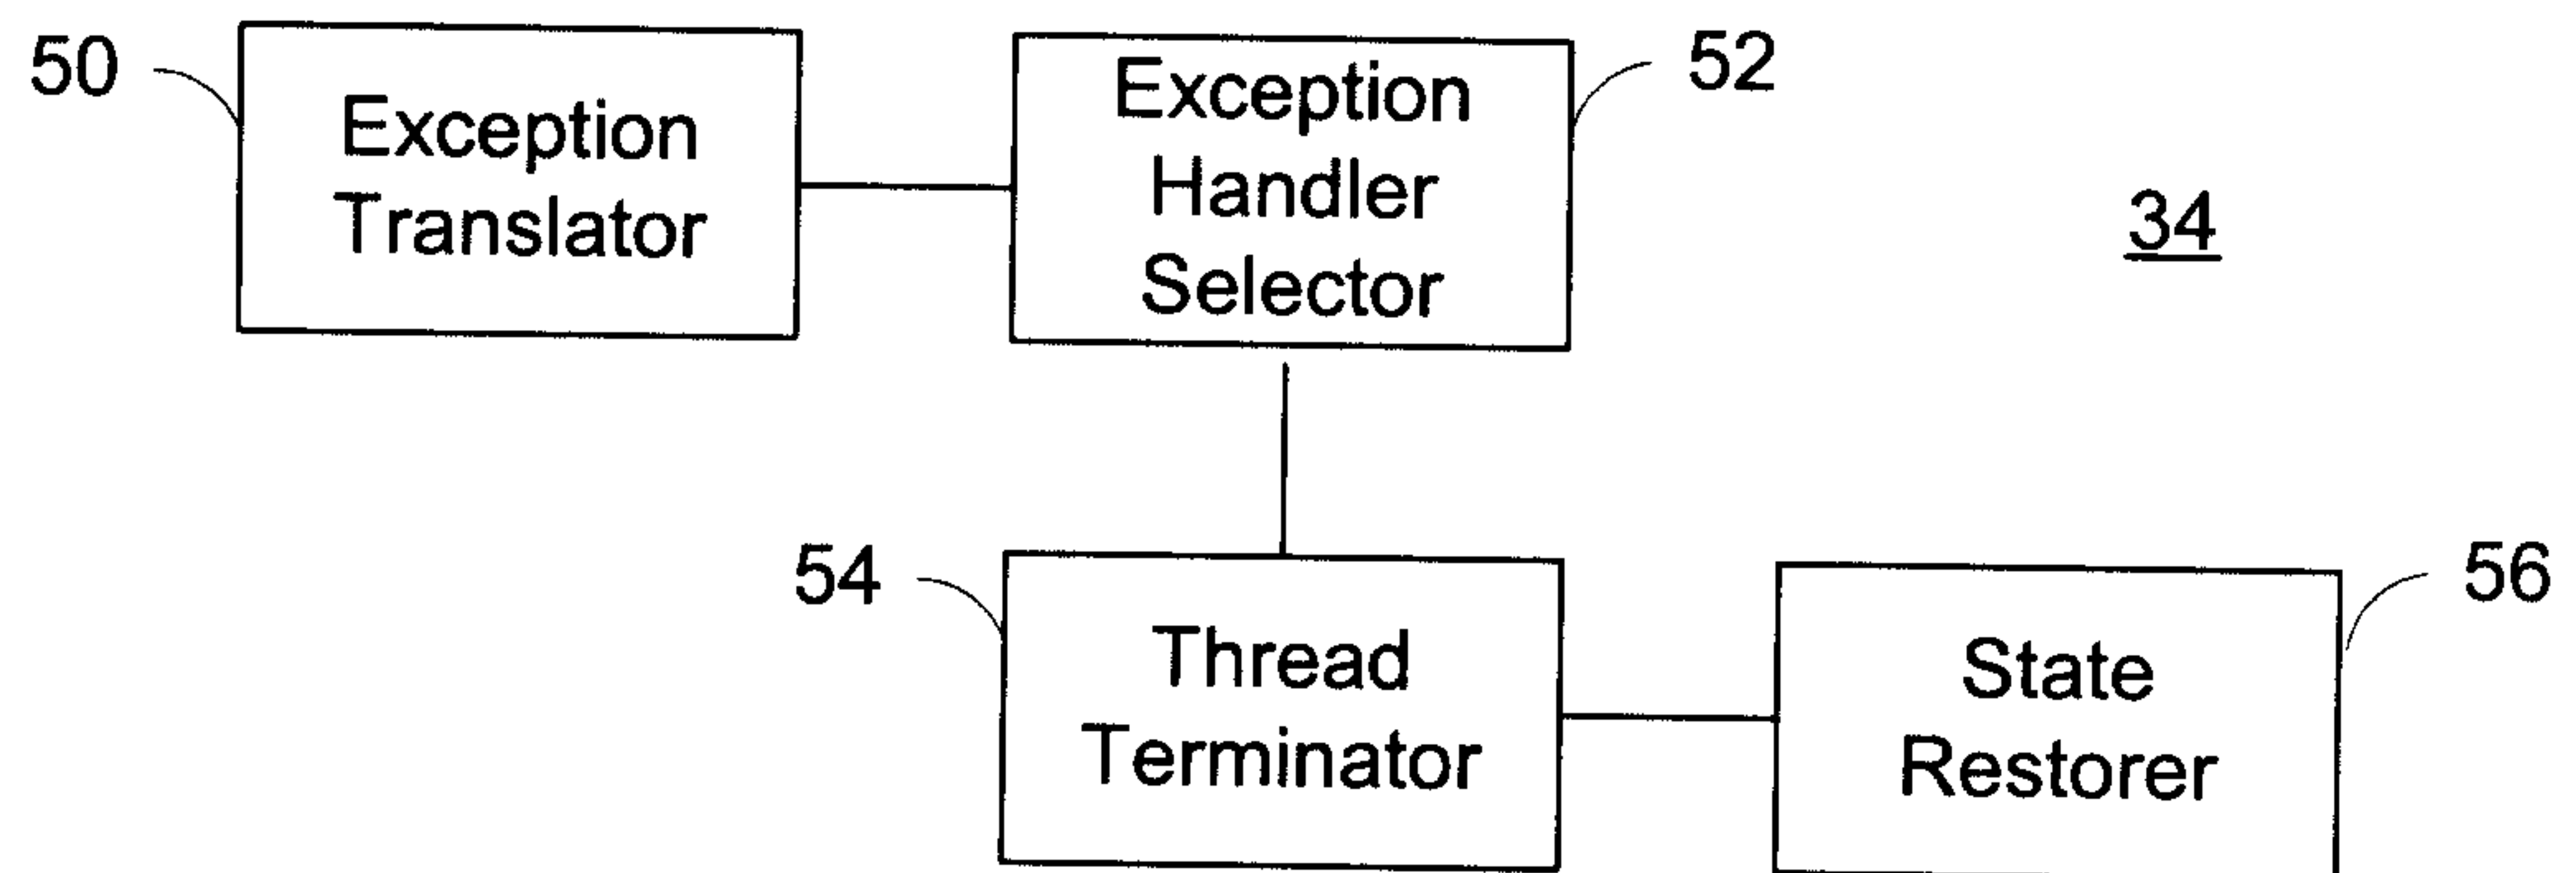 50
Exception
Translator
Exception
Handler
Selector
52
34
54
Thread
Terminator
State
Restorer
56